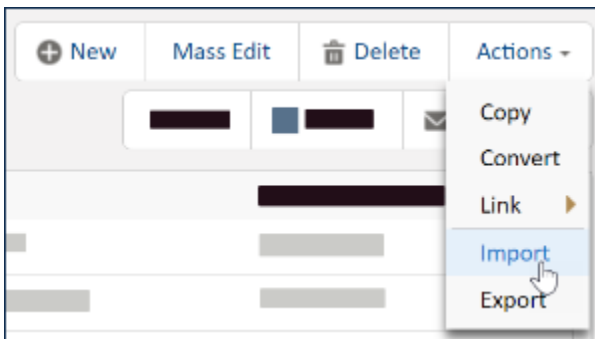 New
Mass Edit
Delete
Actions
Copy
Convert
Link
Import
Export